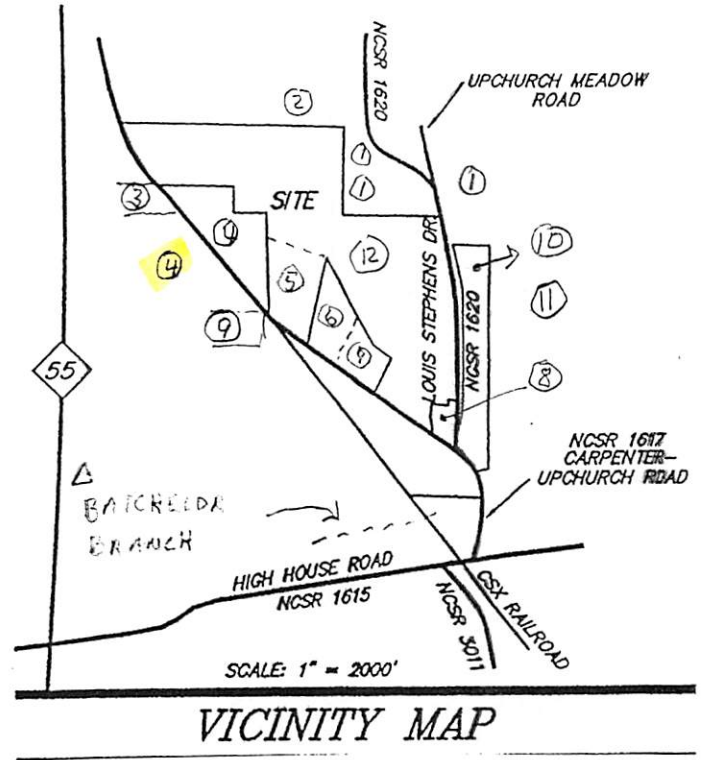 NCSR 1620
UPCHURCH MEADOW
ROAD
②
①
①
①
③
SITE
④
④
⑤
⑫
⑥
⑨
LOUIS STEPHENS DR.
NCSR 1620
⑩
⑪
⑧
55
NCSR 1617
CARPENTER-
UPCHURCH ROAD
△
BATCHELOR
BRANCH
HIGH HOUSE ROAD
NCSR 1615
CSX RAILROAD
NCSR 3011
SCALE: 1" = 2000'
VICINITY MAP